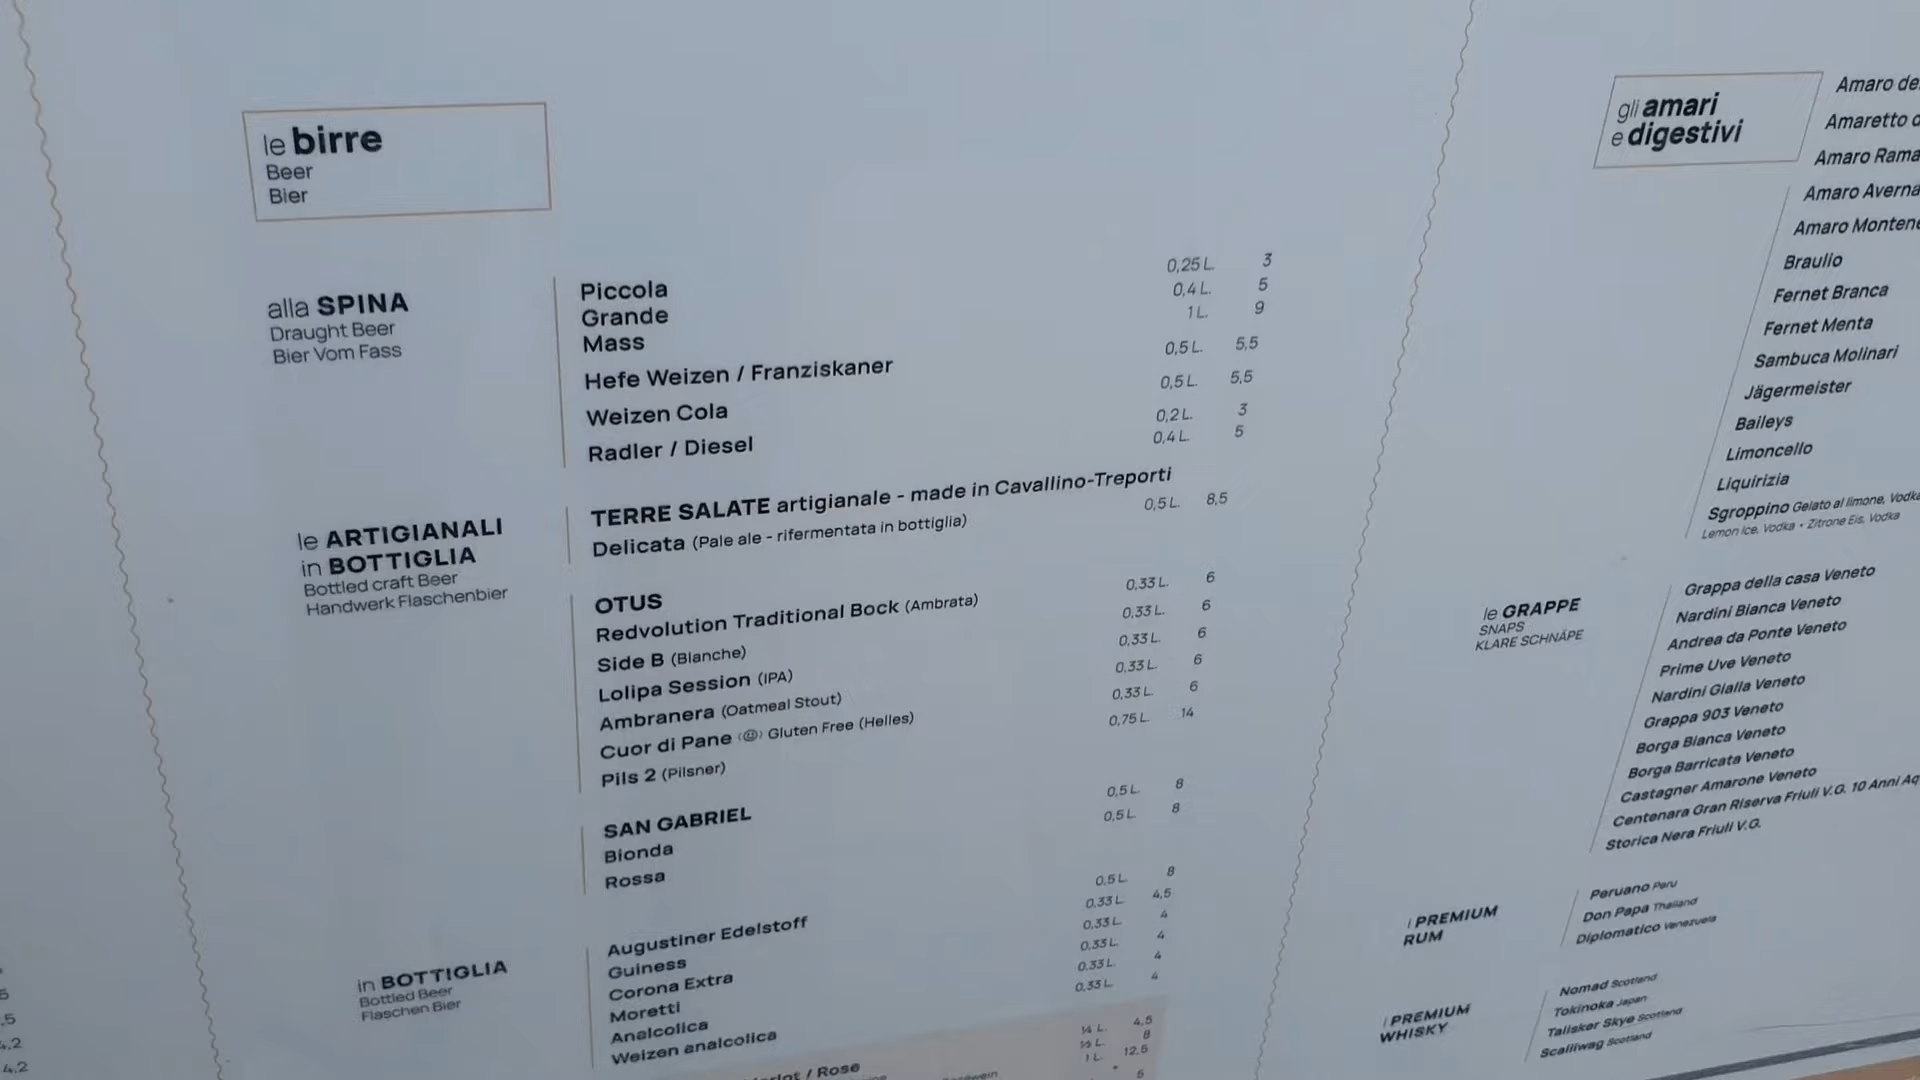 le birre
Beer
Bier
alla SPINA
Draught Beer
Bier Vom Fass
Piccola 0,25 L. 3
Grande 0,4 L. 5
Mass 1 L. 9
Hefe Weizen / Franziskaner 0,5 L. 5,5
Weizen Cola 0,5 L. 5,5
Radler / Diesel 0,2 L. 3
0,4 L. 5
le ARTIGIANALI
in BOTTIGLIA
Bottled craft Beer
Handwerk Flaschenbier
TERRE SALATE artigianale - made in Cavallino-Treporti
Delicata (Pale ale - rifermentata in bottiglia) 0,5 L. 8,5
OTUS
Redvolution Traditional Bock (Ambrata) 0,33 L. 6
Side B (Blanche) 0,33 L. 6
Lolipa Session (IPA) 0,33 L. 6
Ambranera (Oatmeal Stout) 0,33 L. 6
Cuor di Pane Gluten Free (Helles) 0,33 L. 6
Pils 2 (Pilsner) 0,75 L. 14
SAN GABRIEL
Bionda 0,5 L. 8
Rossa 0,5 L. 8
in BOTTIGLIA
Bottled Beer
Flaschen Bier
Augustiner Edelstoff 0,5 L. 8
Guiness 0,33 L. 4,5
Corona Extra 0,33 L. 4
Moretti 0,33 L. 4
Analcolica 0,33 L. 4
Weizen analcolica 0,33 L. 4
/ Rose ¼ L. 4,5
½ L. 8
1 L. 12,5
gli amari
e digestivi
Amaro
Amaretto
Amaro
Amaro Averna
Amaro
Braulio
Fernet Branca
Fernet Menta
Sambuca Molinari
Jägermeister
Baileys
Limoncello
Liquirizia
Sgroppino Gelato al limone, Vodka
Lemon Ice, Vodka • Zitrone Eis, Vodka
le GRAPPE
SNAPS
KLARE SCHNÄPE
Grappa della casa Veneto
Nardini Bianca Veneto
Andrea da Ponte Veneto
Prime Uve Veneto
Nardini Gialla Veneto
Grappa 903 Veneto
Borga Bianca Veneto
Borga Barricata Veneto
Castagner Amarone Veneto
Centenara Gran Riserva Friuli V.G. 10 Anni
Storica Nera Friuli V.G.
i PREMIUM
RUM
Peruano Peru
Don Papa Thailand
Diplomatico Venezuela
i PREMIUM
WHISKY
Nomad Scotland
Tokinoka Japan
Talisker Skye Scotland
Scalliwag Scotland